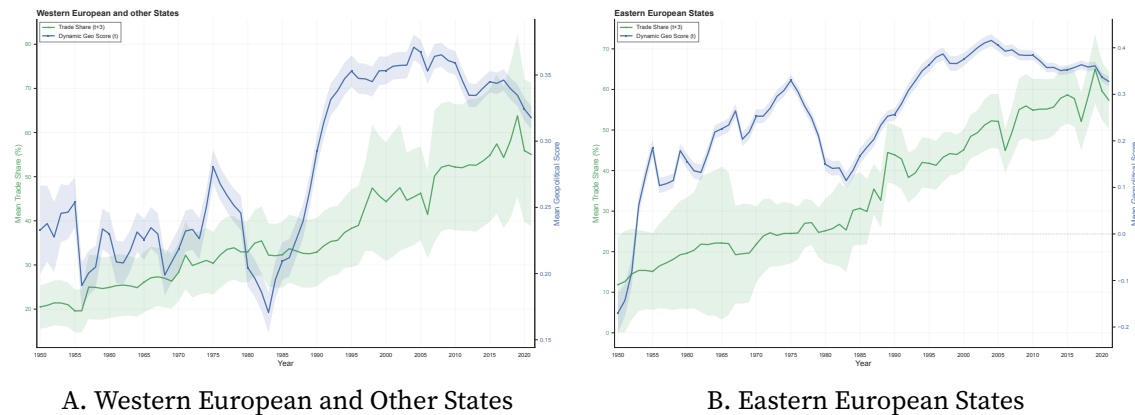 Western European and other States
Trade Share (t+3)
Dynamic Geo Score (t)
Mean Trade Share (%)
80
70
60
50
40
30
20
0.35
0.30
0.25
0.20
0.15
Mean Geopolitical Score
1950 1955 1960 1965 1970 1975 1980 1985 1990 1995 2000 2005 2010 2015 2020
Year
A. Western European and Other States
Eastern European States
Trade Share (t+3)
Dynamic Geo Score (t)
Mean Trade Share (%)
70
60
50
40
30
20
10
0
0.4
0.3
0.2
0.1
0.0
−0.1
−0.2
Mean Geopolitical Score
1950 1955 1960 1965 1970 1975 1980 1985 1990 1995 2000 2005 2010 2015 2020
Year
B. Eastern European States